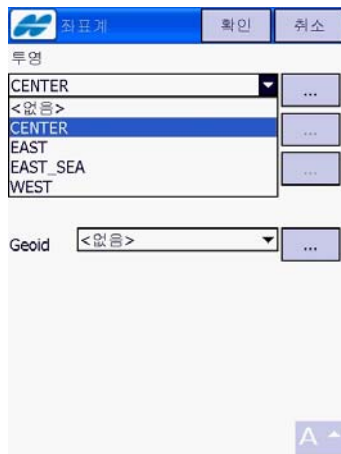 좌표계 확인 취소
투영
CENTER ...
<없음>
CENTER ...
EAST
EAST_SEA ...
WEST
Geoid <없음> ...
A